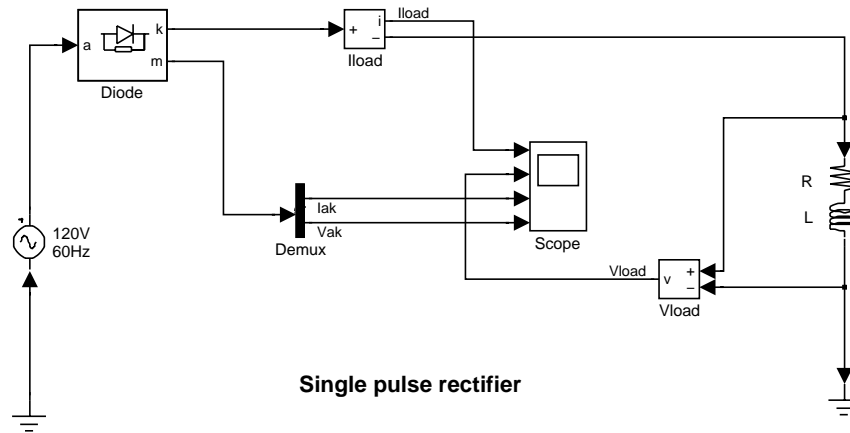 Iload
k
i
a
+
m
−
Diode
Iload
R
Iak
L
120V
60Hz
Vak
Demux
Scope
Vload
v
+
−
Vload
Single pulse rectifier